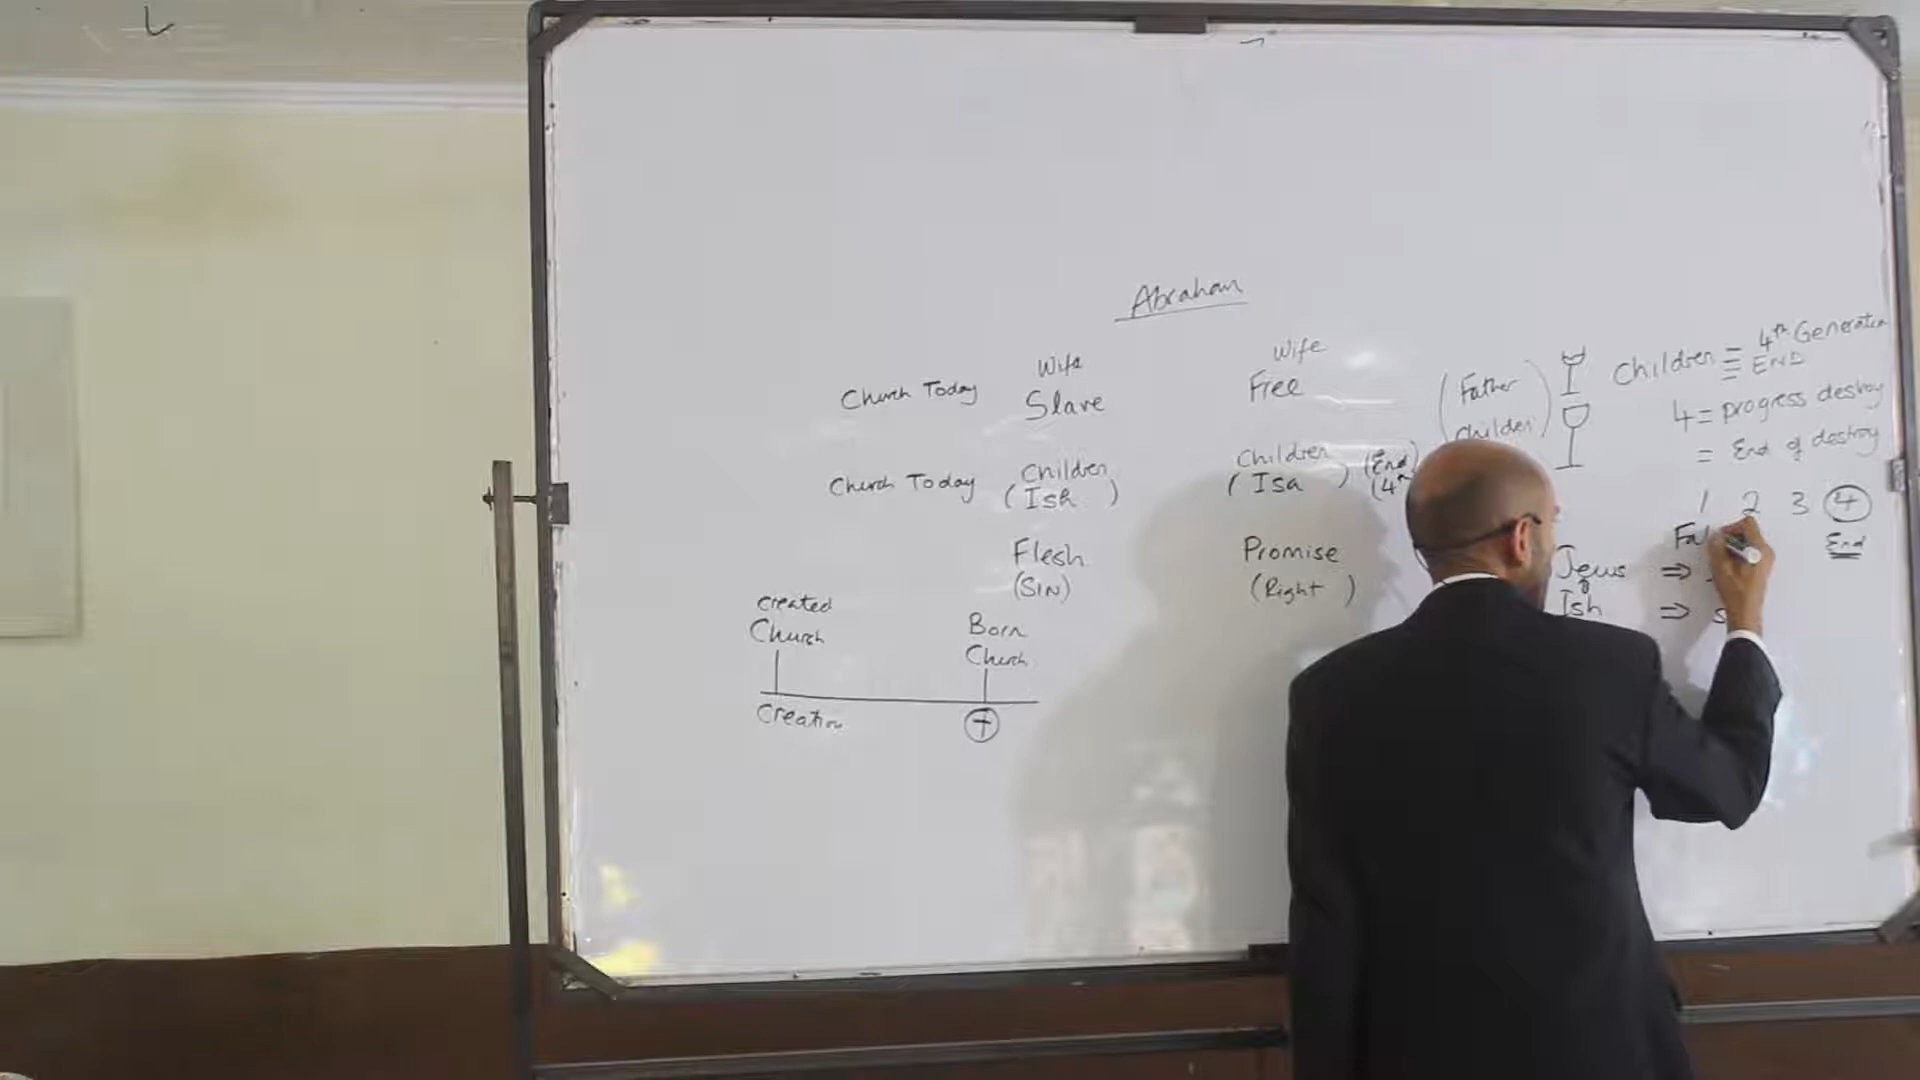 Abraham
Wife
Church Today Slave
Wife
Free
(Father
Children)
Children = 4th Generation
= END
4 = progress destroy
= End of destroy
Church Today Children
(Ish)
Children
(Isa) (End)
(4th
1 2 3 4
End
Flesh
(SIN)
Promise
(Right)
⇒
Ish ⇒ S
created
Church
Born
Church
Creation